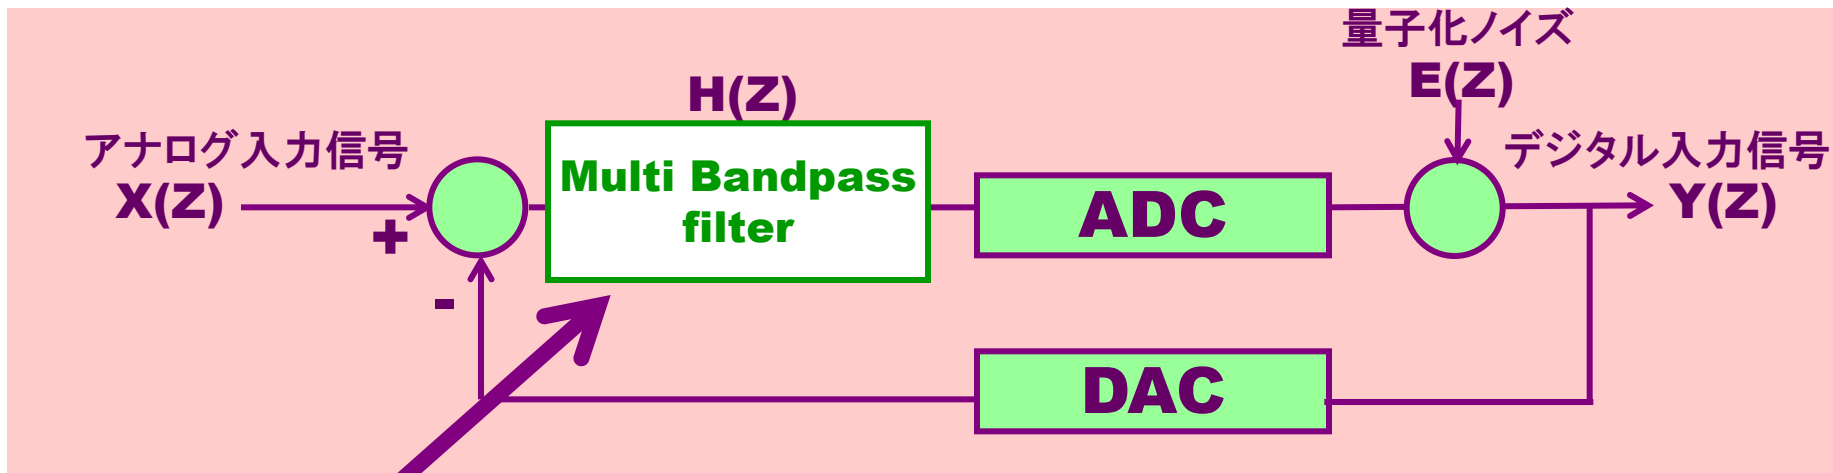 量子化ノイズ
E(Z)
H(Z)
アナログ入力信号
X(Z)
+
-
Multi Bandpass
filter
ADC
デジタル入力信号
Y(Z)
DAC